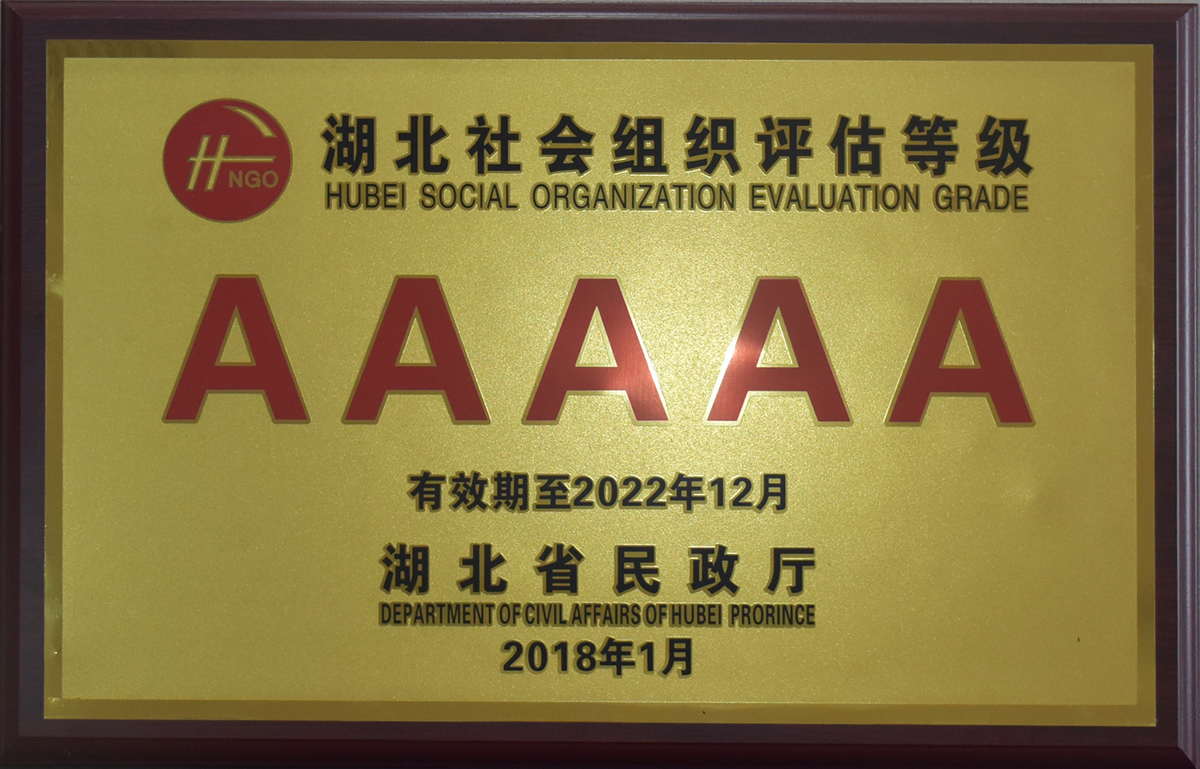 H NGO
湖北社会组织评估等级
HUBEI SOCIAL ORGANIZATION EVALUATION GRADE
AAAAA
有效期至2022年12月
湖北省民政厅
DEPARTMENT OF CIVIL AFFAIRS OF HUBEI PRORINCE
2018年1月